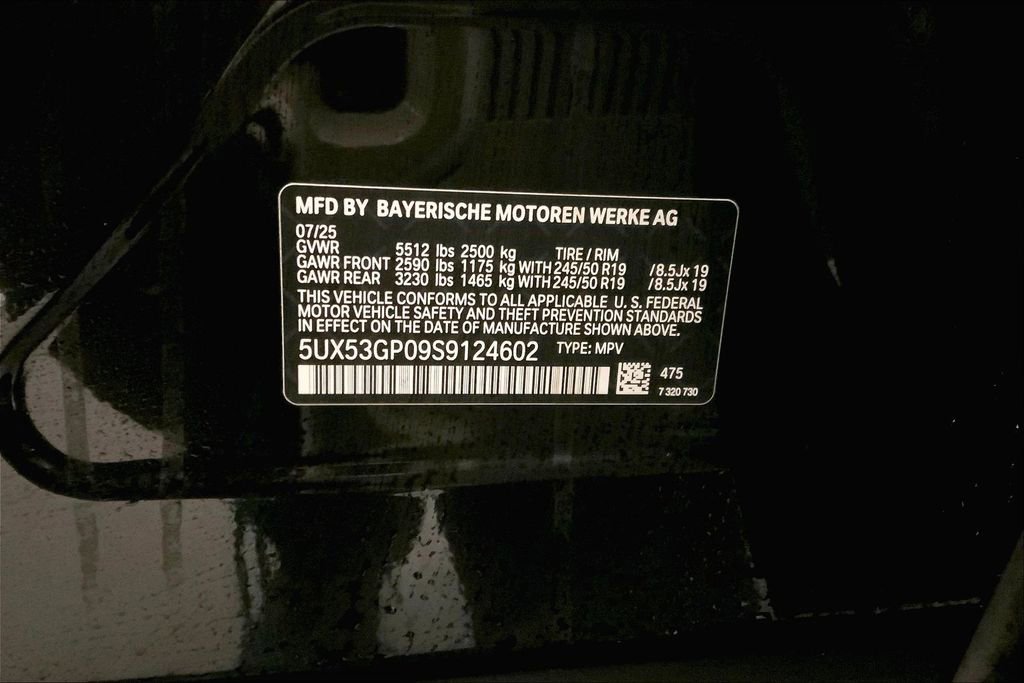 MFD BY BAYERISCHE MOTOREN WERKE AG
07/25
GVWR 5512 lbs 2500 kg TIRE / RIM
GAWR FRONT 2590 lbs 1175 kg WITH 245/50 R19 /8.5Jx 19
GAWR REAR 3230 lbs 1465 kg WITH 245/50 R19 /8.5Jx 19
THIS VEHICLE CONFORMS TO ALL APPLICABLE U. S. FEDERAL
MOTOR VEHICLE SAFETY AND THEFT PREVENTION STANDARDS
IN EFFECT ON THE DATE OF MANUFACTURE SHOWN ABOVE.
5UX53GP09S9124602 TYPE: MPV
475
7 320 730